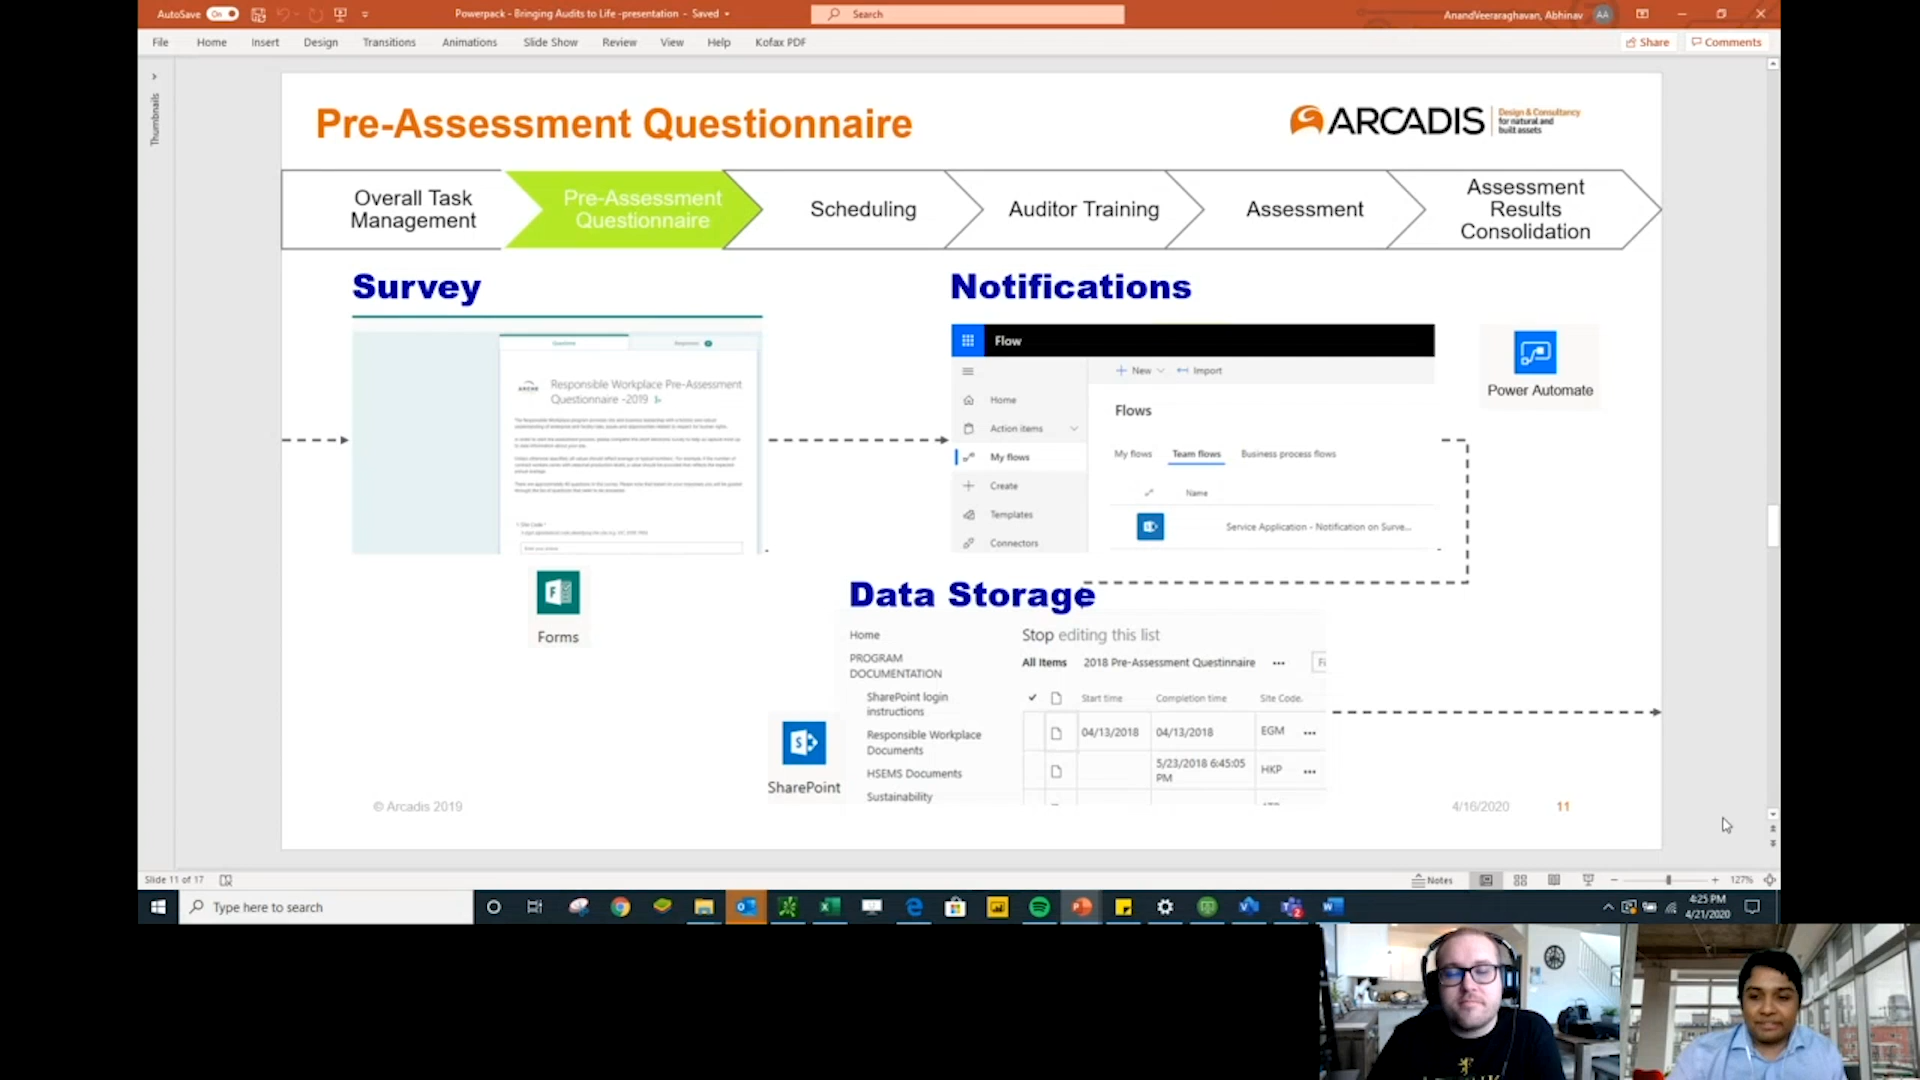 AutoSave On
Powerpack - Bringing Audits to Life -presentation - Saved
Search
AnandVeeraraghavan, Abhinav AA
File Home Insert Design Transitions Animations Slide Show Review View Help Kofax PDF
Share Comments
Thumbnails
Pre-Assessment Questionnaire
ARCADIS
Design & Consultancy
for natural and
built assets
Overall Task
Management
Pre-Assessment
Questionnaire
Scheduling
Auditor Training
Assessment
Assessment
Results
Consolidation
Survey
Notifications
Questions Responses
Responsible Workplace Pre-Assessment
Questionnaire -2019
Forms
Flow
New Import
Home
Action items
My flows
Create
Templates
Connectors
Flows
My flows Team flows Business process flows
Name
Service Application - Notification on Surve...
Power Automate
Data Storage
Home
PROGRAM
DOCUMENTATION
SharePoint login
instructions
Responsible Workplace
Documents
HSEMS Documents
Sustainability
Stop editing this list
All Items 2018 Pre-Assessment Questinnaire ... Fi
Start time Completion time Site Code.
04/13/2018 04/13/2018 EGM ...
5/23/2018 6:45:05
PM
HKP ...
SharePoint
© Arcadis 2019
4/16/2020 11
Slide 11 of 17
Notes
127%
Type here to search
4:25 PM
4/21/2020